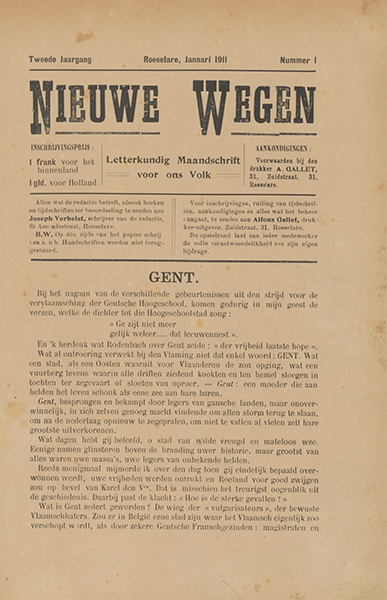 Tweede Jaargang
Roeselare, Jannari 1911
Nummer 1
NIEUWE WEGEN
INSCHRIJVINGSPRIJS :
1 frank voor het
binnenland
1 gld. voor Holland
Letterkundig Maandschrift
voor ons Volk
AANKONDIGINGEN :
Voorwaarden bij den
drukker A. GALLET,
31, Zuidstraat, 31,
Roeselare.
Alles wat de redactie betreft, alsook boeken
en tijdschriften ter beoordeeling te zenden aan
Joseph Verhelst, schrijver van de redactie,
St Amandstraat, Roeselare.
B.W. Op één zijde van het papier schrij
ven a. u b. Handschriften worden niet terug-
gestuurd.
Voor inschrijvingen, ruiling van tijdschrif-
ten, aankondigingen en alles wat het beheer
aangaat, te zenden aan Alfons Gallet, druk-
ker-uitgever, Zuidstraat, 31. Roeselare.
De opstelraad laat aan ieder medewerker
de volle verantwoordelijkheid van zijn eigen
bijdrage.
GENT.
Bij het nagaan van de verschillende gebeurtenissen uit den strijd voor de
vervlaamsching der Gentsche Hoogeschool, komen gedurig in mijn geest de
verzen, welke de dichter tot die Hoogeschoolstad zong :
« Ge zijt niet meer
gelijk weleer.... dat leeuwennest ».
En 'k herdenk wat Rodenbach over Gent zeide : « der vrijheid laatste hope ».
Wat al ontroering verwekt bij den Vlaming niet dat enkel woord : GENT. Wat
een stad, als een Oosten waaruit voor Vlaanderen de zon opging, wat een
vuurberg tevens waarin alle driften ziedend kookten en ten hemel sloegen in
tochten ter zegevaart of stoeten van oproer. — Gent : een moeder die aan
helden het leven schonk als eene zee aan hare baren.
Gent, besprongen en bekampt door legers van gansche landen, maar onover-
winnelijk, in zich zelven genoeg macht vindende om allen storm terug te slaan,
om na de nederlaag opnieuw te zegepralen, om niet te vallen al vielen zelf hare
grootste uitverkorenen.
Wat dagen hebt gij beleefd, o stad van wilde vreugd en mateloos wee.
Eenige namen glinsteren boven de branding uwer historie, maar grootst van
alles waren uwe massa's, uwe legers van onbekende helden.
Reeds menigmaal mijmerde ik over den dag toen gij eindelijk bepaald over-
wonnen werdt, uwe vrijheden werden ontrukt en Roeland voor goed zwijgen
zou op bevel van Karel den Ven. Dat is misschien het treurigst oogenblik uit
de geschiedenis. Daarbij past de klacht : « Hoe is de sterke gevallen ? »
Wat is Gent sedert geworden ? De wieg der « vulgarisateurs », der bewuste
Vlaamschhaters. Zou er in België eene stad zijn waar het Vlaamsch eigenlijk zoo
verschopt wordt, als door zekere Gentsche Franschgezinden : magistraten en